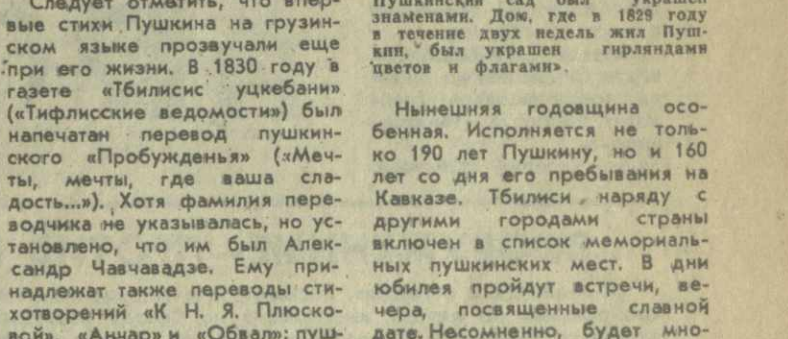 Следует отметить, что впер-
вые стихи Пушкина на грузин-
ском языке прозвучали еще
при его жизни. В 1830 году в
газете «Тбилисис уцкебани»
(«Тифлисские ведомости») был
напечатан перевод пушкин-
ского «Пробужденья» («Меч-
ты, мечты, где ваша сла-
дость...»). Хотя фамилия пере-
водчика не указывалась, но ус-
тановлено, что им был Алек-
сандр Чавчавадзе. Ему при-
надлежат также переводы сти-
хотворений «К Н. Я. Плюско-
вой», «Анчар» и «Обвал»; пуш-
Пушкинский сад был украшен
знаменами. Дом, где в 1829 году
в течение двух недель жил Пуш-
кин, был украшен гирляндами
цветов и флагами».
Нынешняя годовщина осо-
бенная. Исполняется не толь-
ко 190 лет Пушкину, но и 160
лет со дня его пребывания на
Кавказе. Тбилиси наряду с
другими городами страны
включен в список мемориаль-
ных пушкинских мест. В дни
юбилея пройдут встречи, ве-
чера, посвященные славной
дате. Несомненно, будет мно-